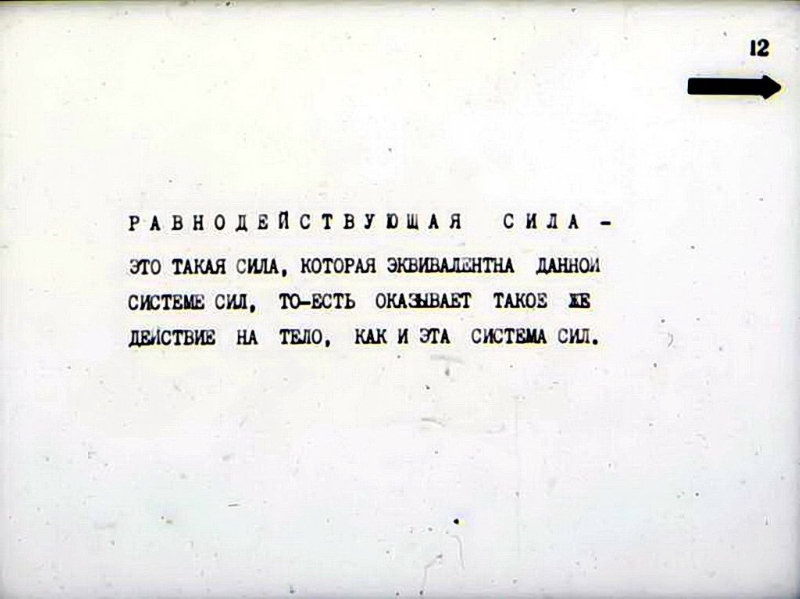 12
РАВНОДЕЙСТВУЮЩАЯ СИЛА -
ЭТО ТАКАЯ СИЛА, КОТОРАЯ ЭКВИВАЛЕНТНА ДАННОЙ
СИСТЕМЕ СИЛ, ТО-ЕСТЬ ОКАЗЫВАЕТ ТАКОЕ ЖЕ
ДЕЙСТВИЕ НА ТЕЛО, КАК И ЭТА СИСТЕМА СИЛ.